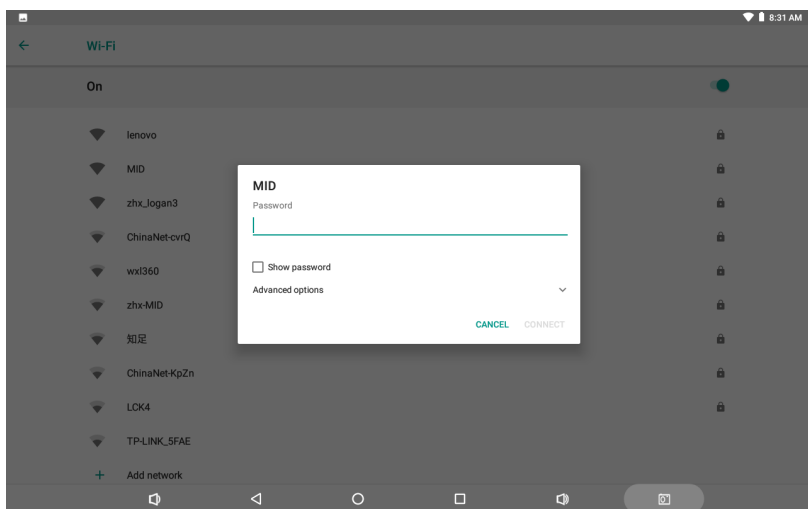 8:31 AM
Wi-Fi
On
lenovo
MID
zhx_logan3
ChinaNet-cvrQ
wxl360
zhx-MID
知足
ChinaNet-KpZn
LCK4
TP-LINK_5FAE
Add network
MID
Password
Show password
Advanced options
CANCEL CONNECT